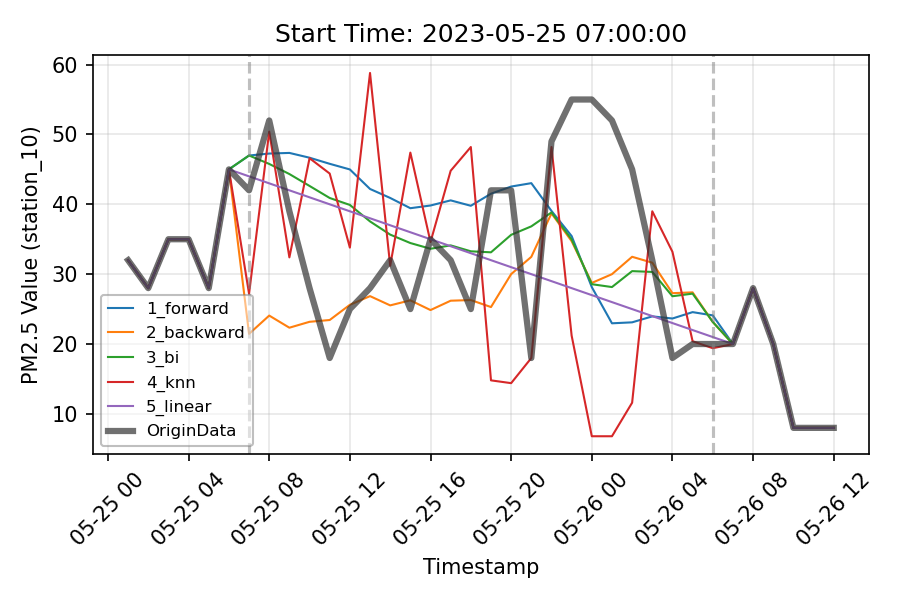 Start Time: 2023-05-25 07:00:00
PM2.5 Value (station_10)
60
50
40
30
20
10
1_forward
2_backward
3_bi
4_knn
5_linear
OriginData
05-25 00
05-25 04
05-25 08
05-25 12
05-25 16
05-25 20
05-26 00
05-26 04
05-26 08
05-26 12
Timestamp